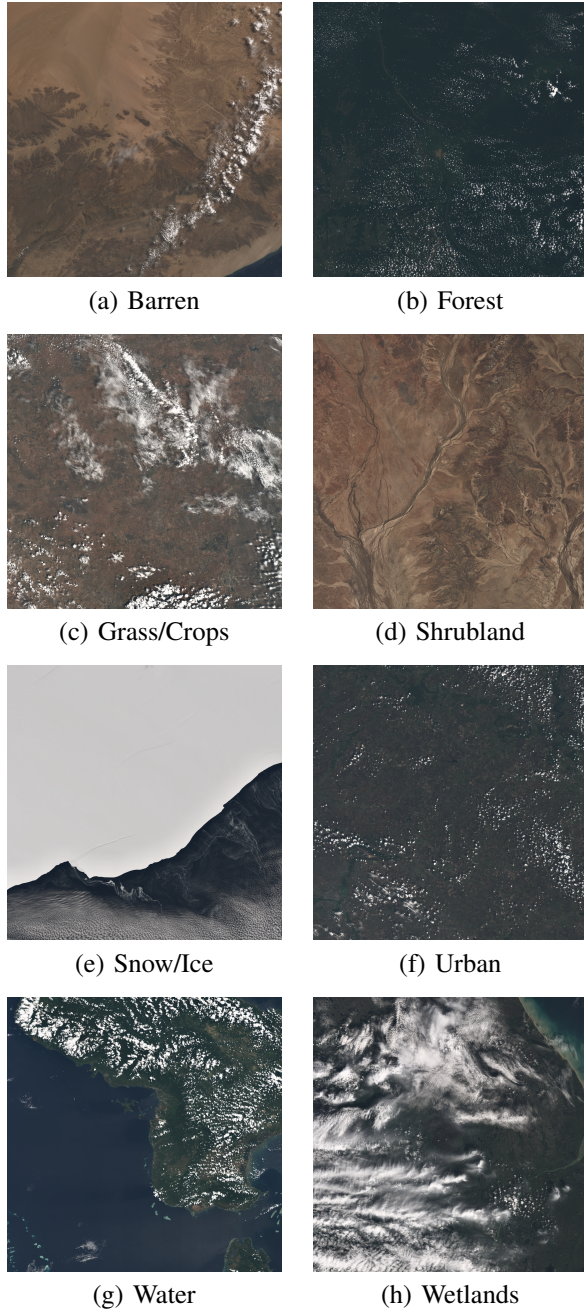 (a) Barren
(b) Forest
(c) Grass/Crops
(d) Shrubland
(e) Snow/Ice
(f) Urban
(g) Water
(h) Wetlands